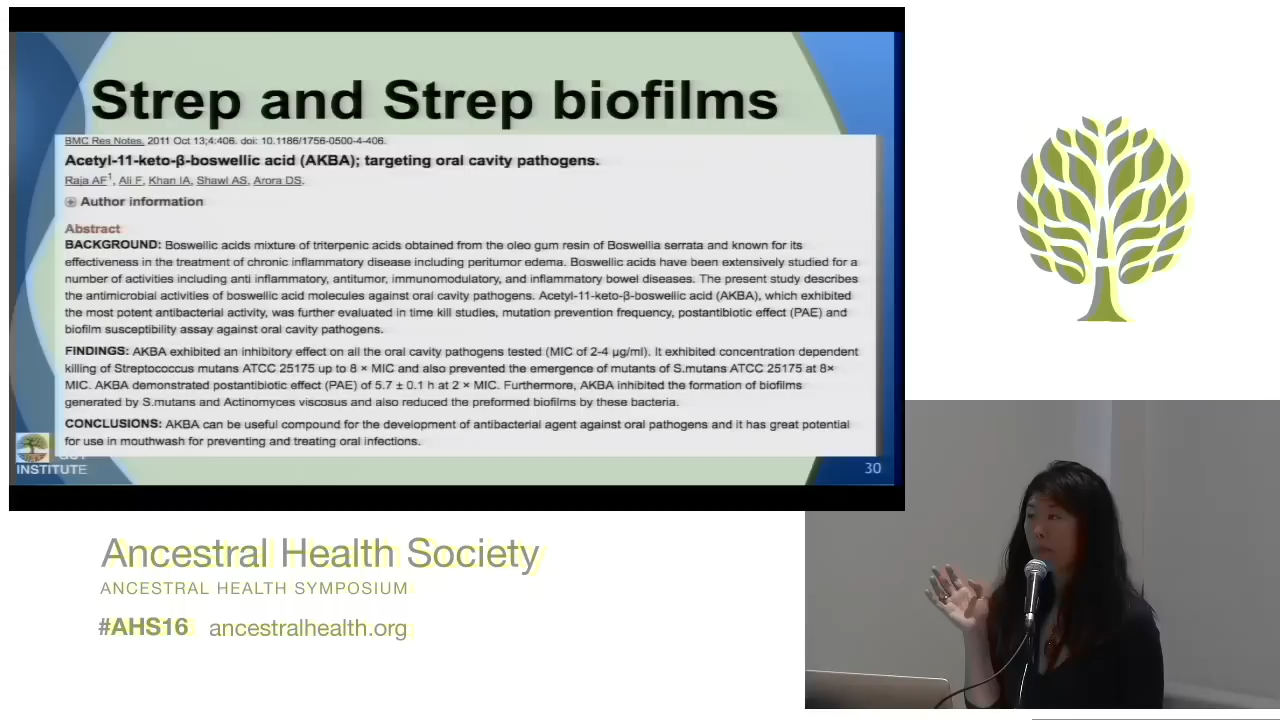 Strep and Strep biofilms
BMC Res Notes. 2011 Oct 13;4:406. doi: 10.1186/1756-0500-4-406.
Acetyl-11-keto-β-boswellic acid (AKBA); targeting oral cavity pathogens.
Raja AF1, Ali F, Khan IA, Shawl AS, Arora DS.
Author information
Abstract
BACKGROUND: Boswellic acids mixture of triterpenic acids obtained from the oleo gum resin of Boswellia serrata and known for its
effectiveness in the treatment of chronic inflammatory disease including peritumor edema. Boswellic acids have been extensively studied for a
number of activities including anti inflammatory, antitumor, immunomodulatory, and inflammatory bowel diseases. The present study describes
the antimicrobial activities of boswellic acid molecules against oral cavity pathogens. Acetyl-11-keto-β-boswellic acid (AKBA), which exhibited
the most potent antibacterial activity, was further evaluated in time kill studies, mutation prevention frequency, postantibiotic effect (PAE) and
biofilm susceptibility assay against oral cavity pathogens.
FINDINGS: AKBA exhibited an inhibitory effect on all the oral cavity pathogens tested (MIC of 2-4 μg/ml). It exhibited concentration dependent
killing of Streptococcus mutans ATCC 25175 up to 8 × MIC and also prevented the emergence of mutants of S.mutans ATCC 25175 at 8×
MIC. AKBA demonstrated postantibiotic effect (PAE) of 5.7 ± 0.1 h at 2 × MIC. Furthermore, AKBA inhibited the formation of biofilms
generated by S.mutans and Actinomyces viscosus and also reduced the preformed biofilms by these bacteria.
CONCLUSIONS: AKBA can be useful compound for the development of antibacterial agent against oral pathogens and it has great potential
for use in mouthwash for preventing and treating oral infections.
INSTITUTE
30
Ancestral Health Society
ANCESTRAL HEALTH SYMPOSIUM
#AHS16 ancestralhealth.org